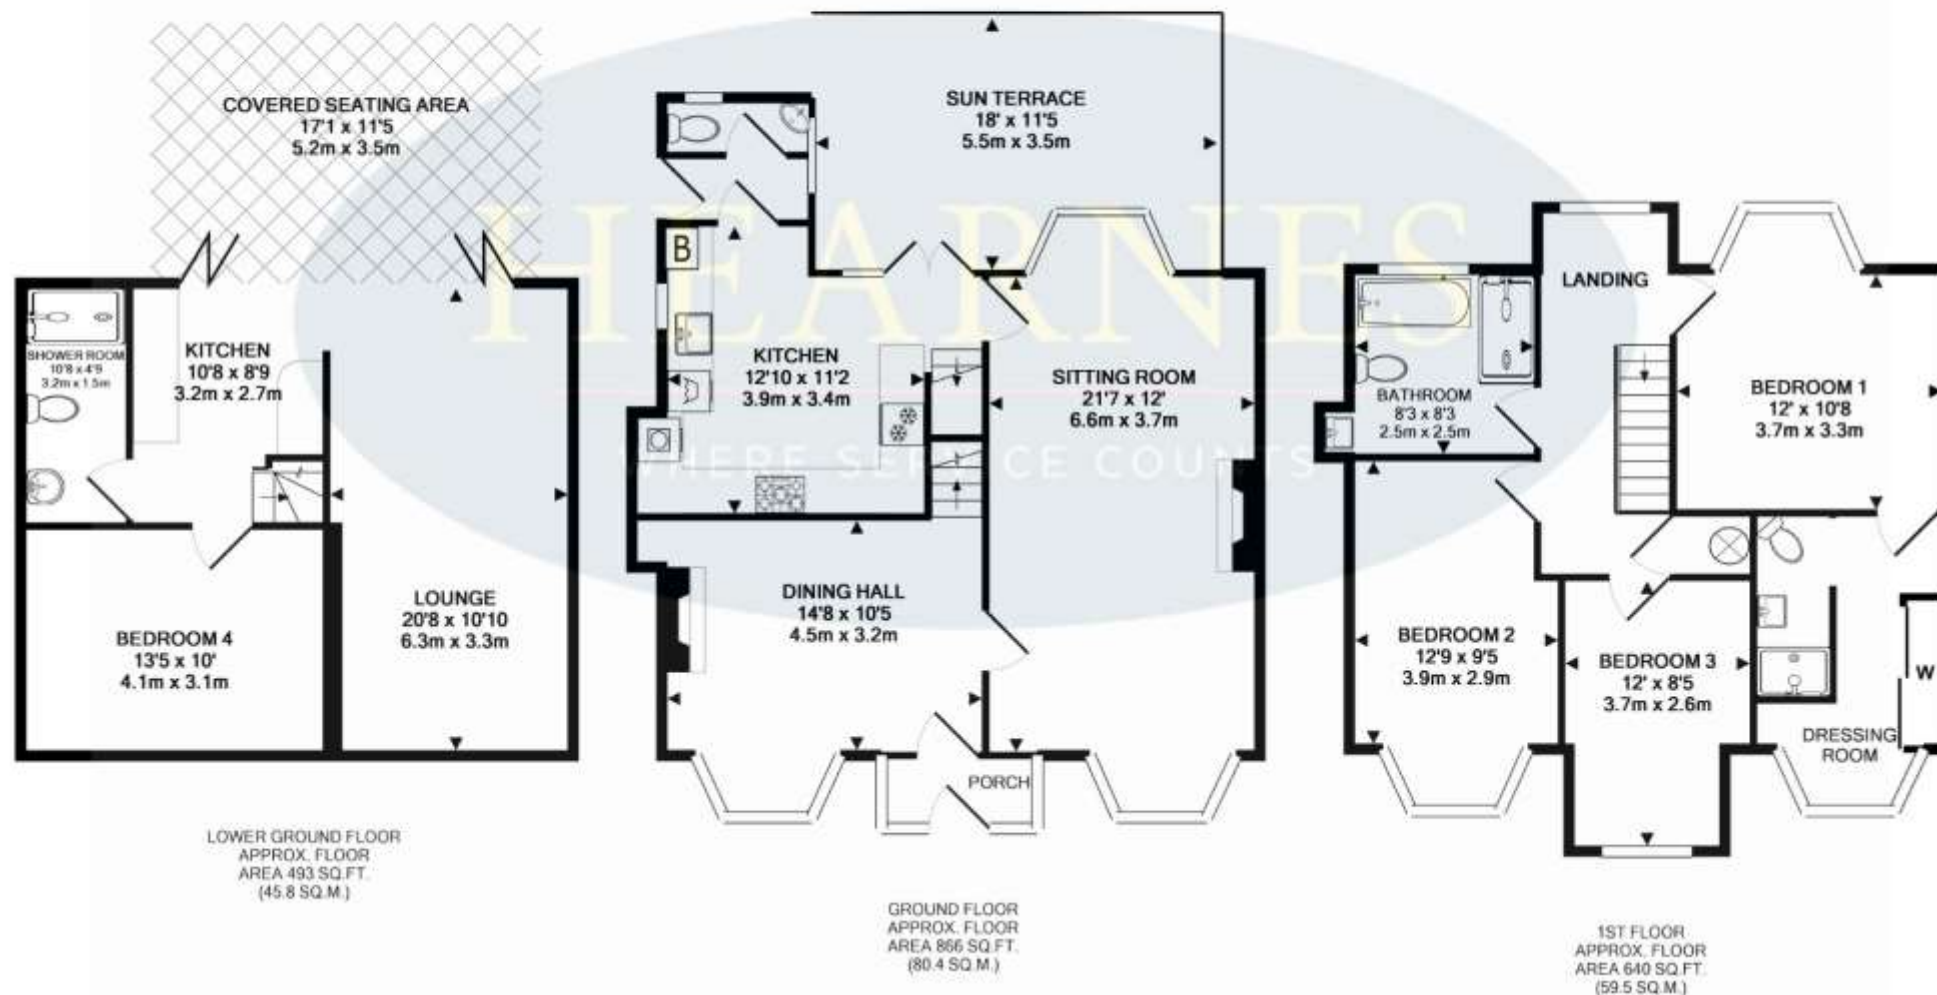 COVERED SEATING AREA
17'1 x 11'5
5.2m x 3.5m
SHOWER ROOM
10'8 x 4'9
3.2m x 1.5m
KITCHEN
10'8 x 8'9
3.2m x 2.7m
LOUNGE
20'8 x 10'10
6.3m x 3.3m
BEDROOM 4
13'5 x 10'
4.1m x 3.1m
LOWER GROUND FLOOR
APPROX. FLOOR
AREA 493 SQ.FT.
(45.8 SQ.M.)
SUN TERRACE
18' x 11'5
5.5m x 3.5m
HEARNES
WHERE SERVICE COUNTS
B
KITCHEN
12'10 x 11'2
3.9m x 3.4m
SITTING ROOM
21'7 x 12'
6.6m x 3.7m
DINING HALL
14'8 x 10'5
4.5m x 3.2m
PORCH
GROUND FLOOR
APPROX. FLOOR
AREA 866 SQ.FT.
(80.4 SQ.M.)
LANDING
BATHROOM
8'3 x 8'3
2.5m x 2.5m
BEDROOM 1
12' x 10'8
3.7m x 3.3m
BEDROOM 2
12'9 x 9'5
3.9m x 2.9m
BEDROOM 3
12' x 8'5
3.7m x 2.6m
W
DRESSING
ROOM
1ST FLOOR
APPROX. FLOOR
AREA 640 SQ.FT.
(59.5 SQ.M.)